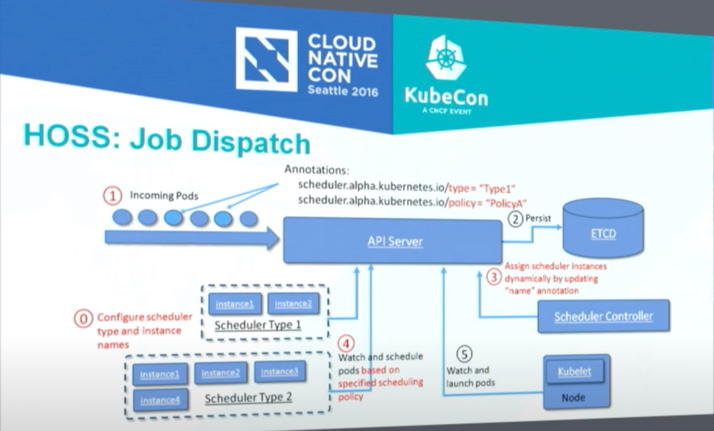 CLOUD
NATIVE
CON
Seattle 2016
KubeCon
A CNCF EVENT
HOSS: Job Dispatch
Annotations:
scheduler.alpha.kubernetes.io/type= "Type1"
scheduler.alpha.kubernetes.io/policy= "PolicyA"
1 Incoming Pods
API Server
2 Persist
ETCD
3 Assign scheduler instances
dynamically by updating
"name" annotation
Scheduler Controller
0 Configure scheduler
type and instance
names
instance1 instance2
Scheduler Type 1
instance1 instance2 instance3
instance4 Scheduler Type 2
4
Watch and schedule
pods based on
specified scheduling
policy
5
Watch and
launch pods
Kubelet
Node